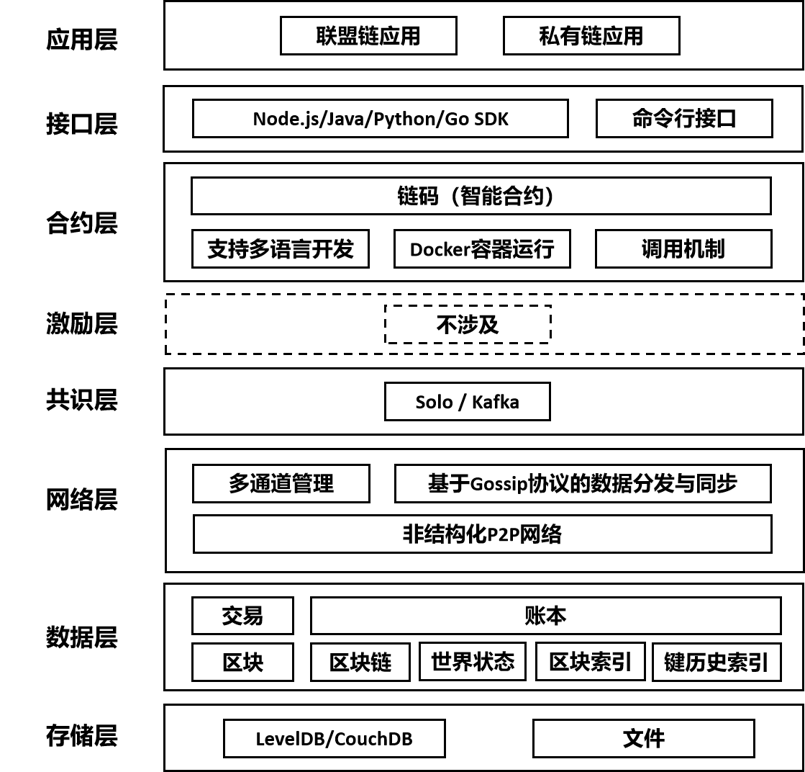 应用层
联盟链应用 私有链应用
接口层
Node.js/Java/Python/Go SDK 命令行接口
合约层
链码（智能合约）
支持多语言开发 Docker容器运行 调用机制
激励层
不涉及
共识层
Solo / Kafka
网络层
多通道管理 基于Gossip协议的数据分发与同步
非结构化P2P网络
数据层
交易 账本
区块 区块链 世界状态 区块索引 键历史索引
存储层
LevelDB/CouchDB 文件